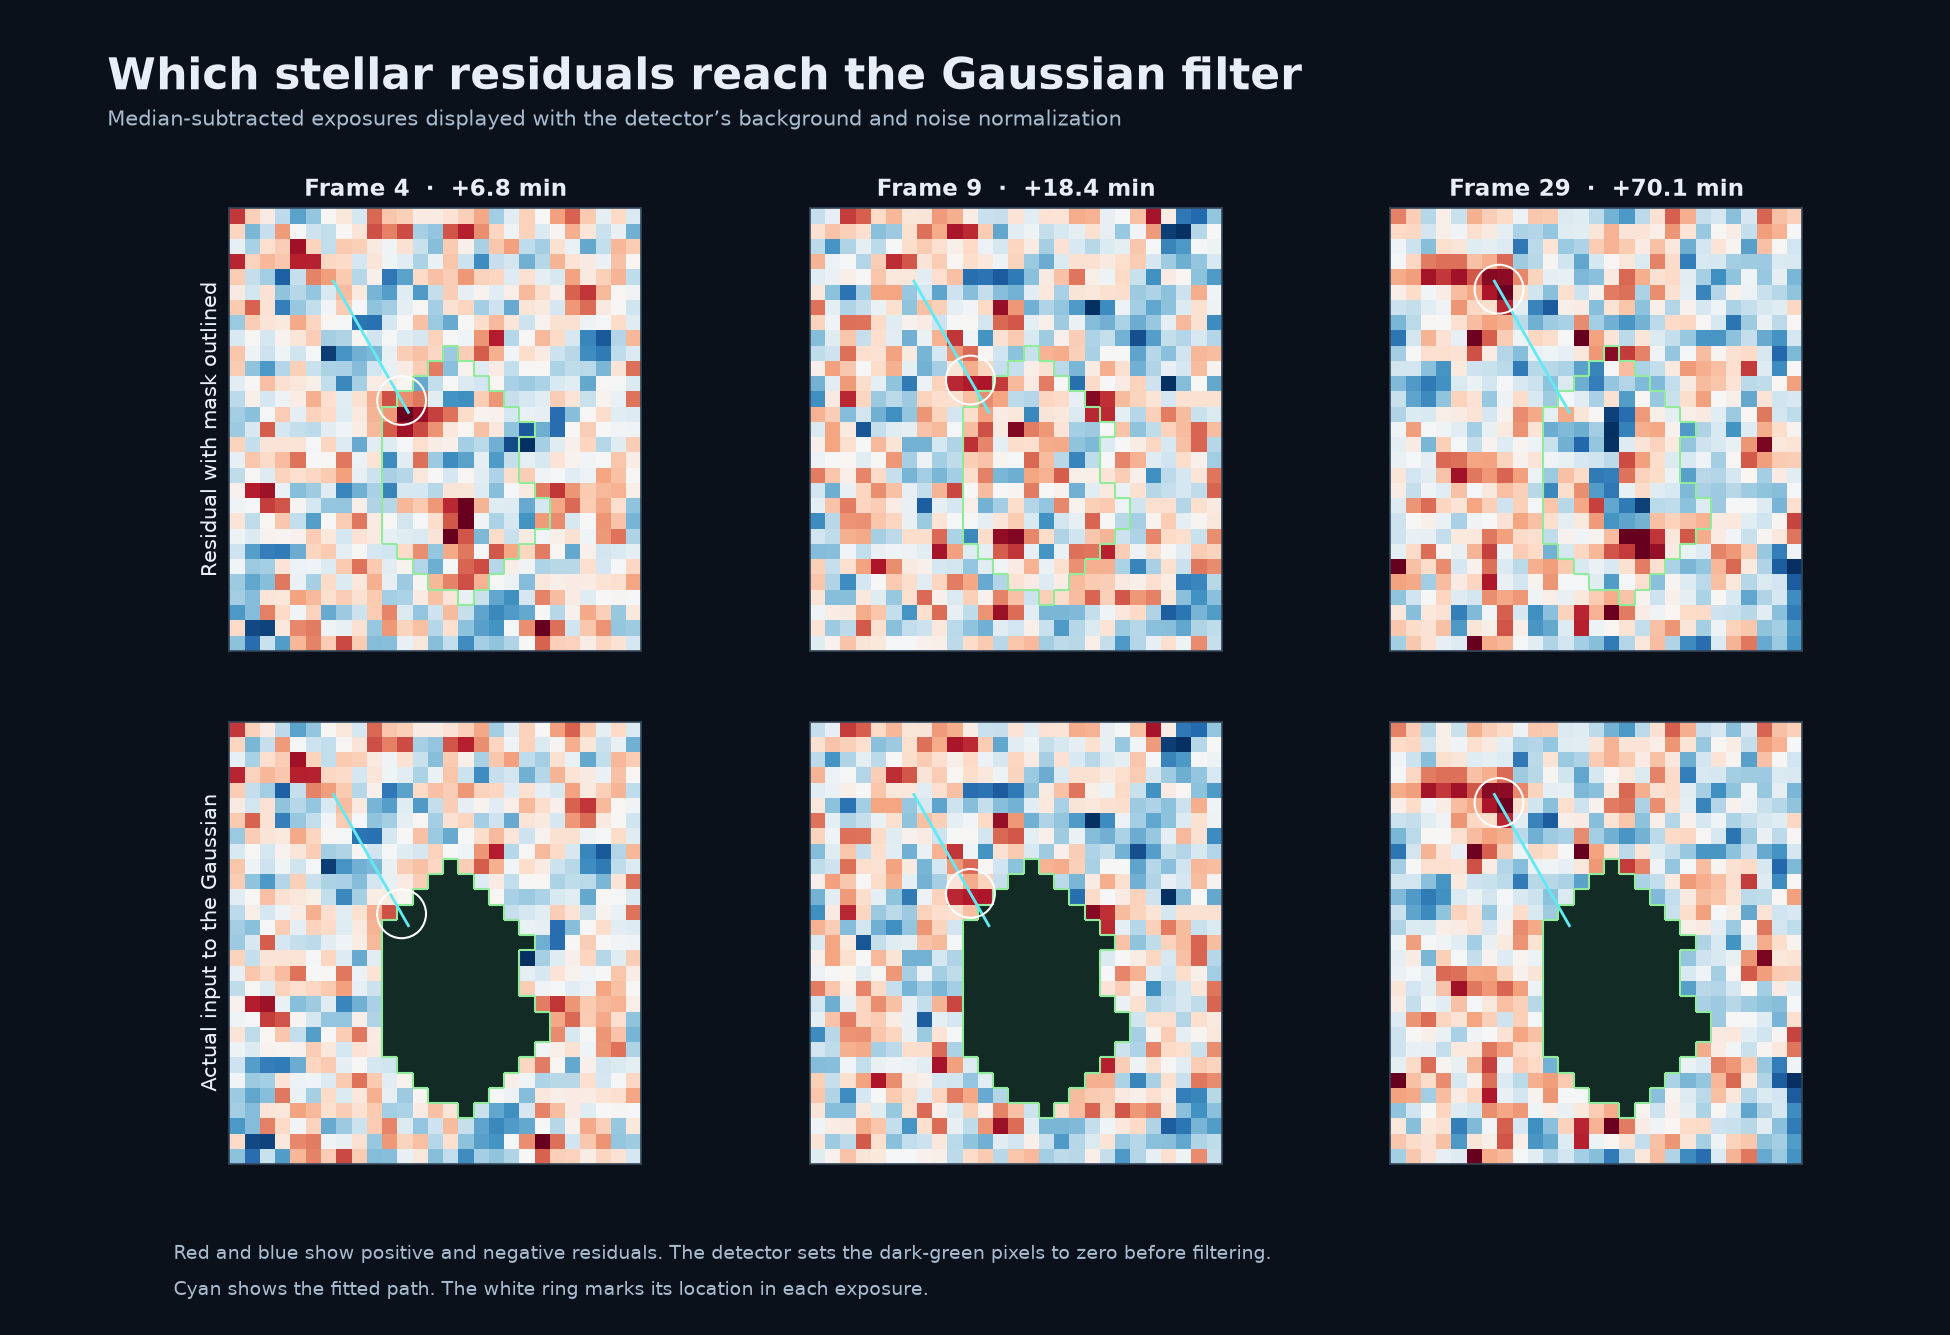 Which stellar residuals reach the Gaussian filter
Median-subtracted exposures displayed with the detector’s background and noise normalization
Frame 4 · +6.8 min
Frame 9 · +18.4 min
Frame 29 · +70.1 min
Residual with mask outlined
Actual input to the Gaussian
Red and blue show positive and negative residuals. The detector sets the dark-green pixels to zero before filtering.
Cyan shows the fitted path. The white ring marks its location in each exposure.